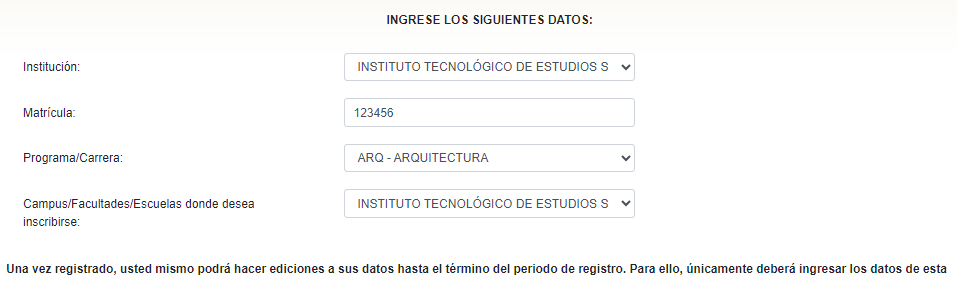 INGRESE LOS SIGUIENTES DATOS:
Institución:
INSTITUTO TECNOLÓGICO DE ESTUDIOS S
Matrícula:
123456
Programa/Carrera:
ARQ - ARQUITECTURA
Campus/Facultades/Escuelas donde desea
inscribirse:
INSTITUTO TECNOLÓGICO DE ESTUDIOS S
Una vez registrado, usted mismo podrá hacer ediciones a sus datos hasta el término del periodo de registro. Para ello, únicamente deberá ingresar los datos de esta